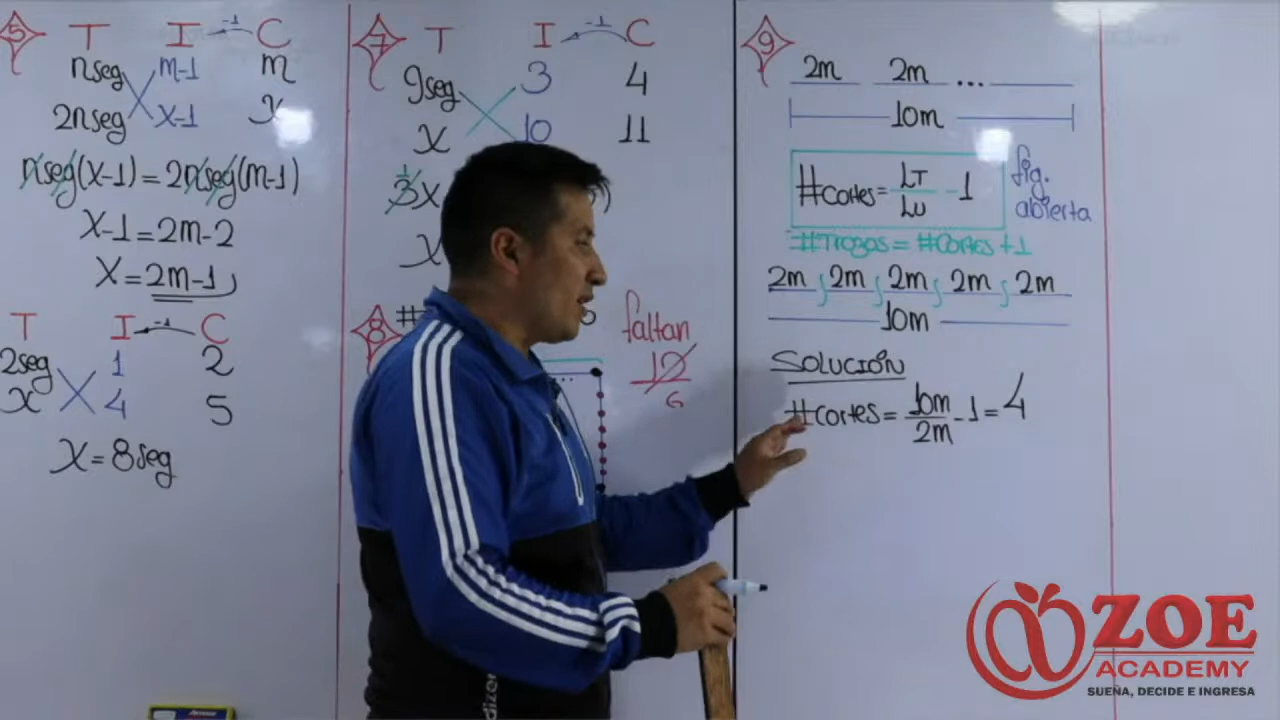 5 T I -1 C
nseg m-1 m
2nseg x-1 x
nseg(x-1)=2nseg(m-1)
x-1=2m-2
x=2m-1
T I -1 C
2seg 1 2
x 4 5
x=8seg
7 T I -1 C
9seg 3 4
x 10 11
3x
x
8 #
faltan
12
6
9
2m 2m ...
10m
#cortes= LT/Lu -1
fig. abierta
#Trozos = #Cortes +1
2m 2m 2m 2m 2m
10m
SOLUCIÓN
#cortes= 10m/2m -1= 4
ZOE
ACADEMY
SUEÑA, DECIDE E INGRESA